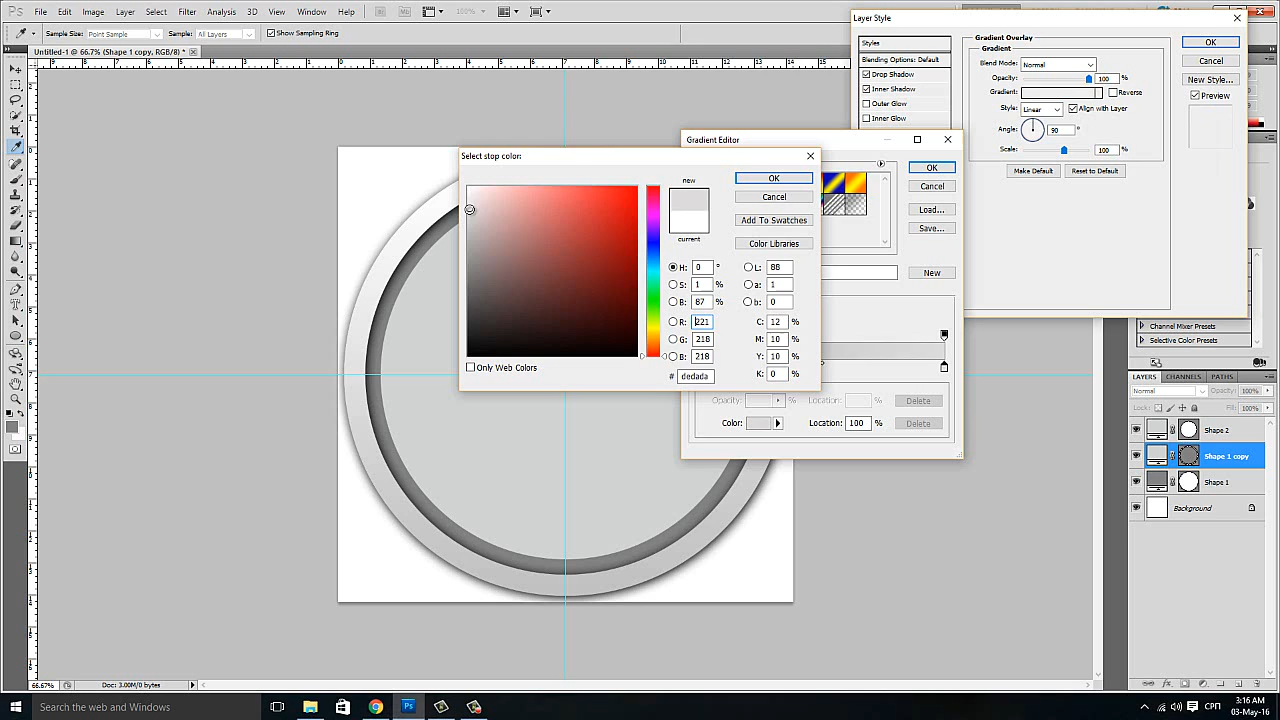 Ps File Edit Image Layer Select Filter Analysis 3D View Window Help Br Mb 100%
Sample Size: Point Sample Sample: All Layers Show Sampling Ring
Untitled-1 @ 66.7% (Shape 1 copy, RGB/8) *
Layer Style
Styles
Blending Options: Default
Drop Shadow
Inner Shadow
Outer Glow
Inner Glow
Gradient Overlay
Gradient
Blend Mode: Normal
Opacity: 100 %
Gradient: Reverse
Style: Linear Align with Layer
Angle: 90 °
Scale: 100 %
Make Default Reset to Default
OK
Cancel
New Style...
Preview
Gradient Editor
OK
Cancel
Load...
Save...
New
Opacity: % Location: % Delete
Color: Location: 100 % Delete
Select stop color:
new
current
OK
Cancel
Add To Swatches
Color Libraries
H: 0 ° L: 88
S: 1 % a: 1
B: 87 % b: 0
R: 221 C: 12 %
G: 218 M: 10 %
B: 218 Y: 10 %
# dedada K: 0 %
Only Web Colors
Channel Mixer Presets
Selective Color Presets
LAYERS CHANNELS PATHS
Normal Opacity: 100%
Lock: Fill: 100%
Shape 2
Shape 1 copy
Shape 1
Background
66.67% Doc: 3.00M/0 bytes
Search the web and Windows
Ps
СРП
3:16 AM
03-May-16